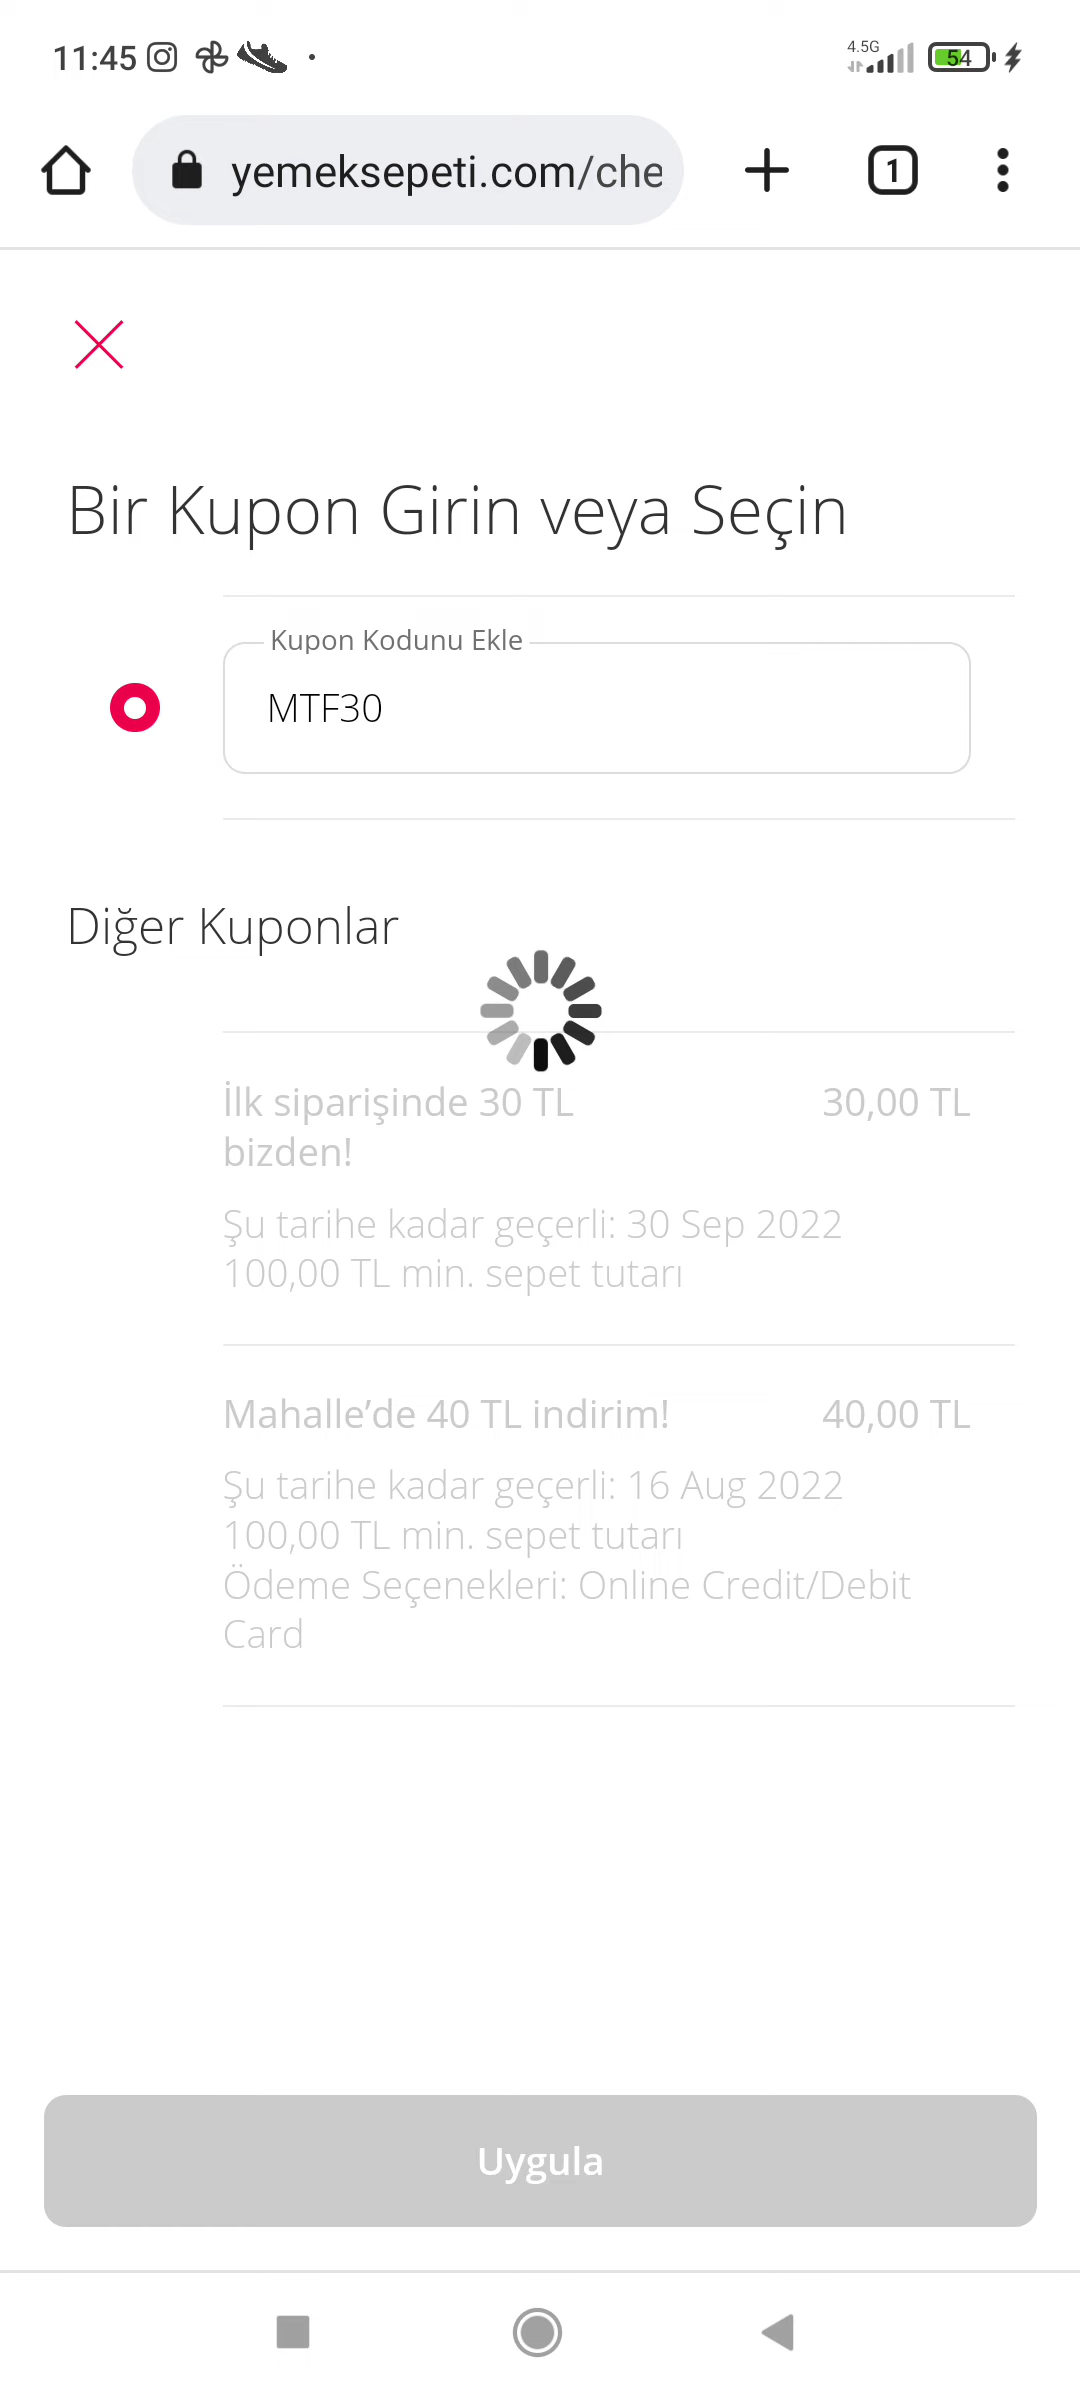 11:45
4.5G
54
yemeksepeti.com/che
1
Bir Kupon Girin veya Seçin
Kupon Kodunu Ekle
MTF30
Diğer Kuponlar
İlk siparişinde 30 TL 30,00 TL
bizden!
Şu tarihe kadar geçerli: 30 Sep 2022
100,00 TL min. sepet tutarı
Mahalle’de 40 TL indirim! 40,00 TL
Şu tarihe kadar geçerli: 16 Aug 2022
100,00 TL min. sepet tutarı
Ödeme Seçenekleri: Online Credit/Debit
Card
Uygula